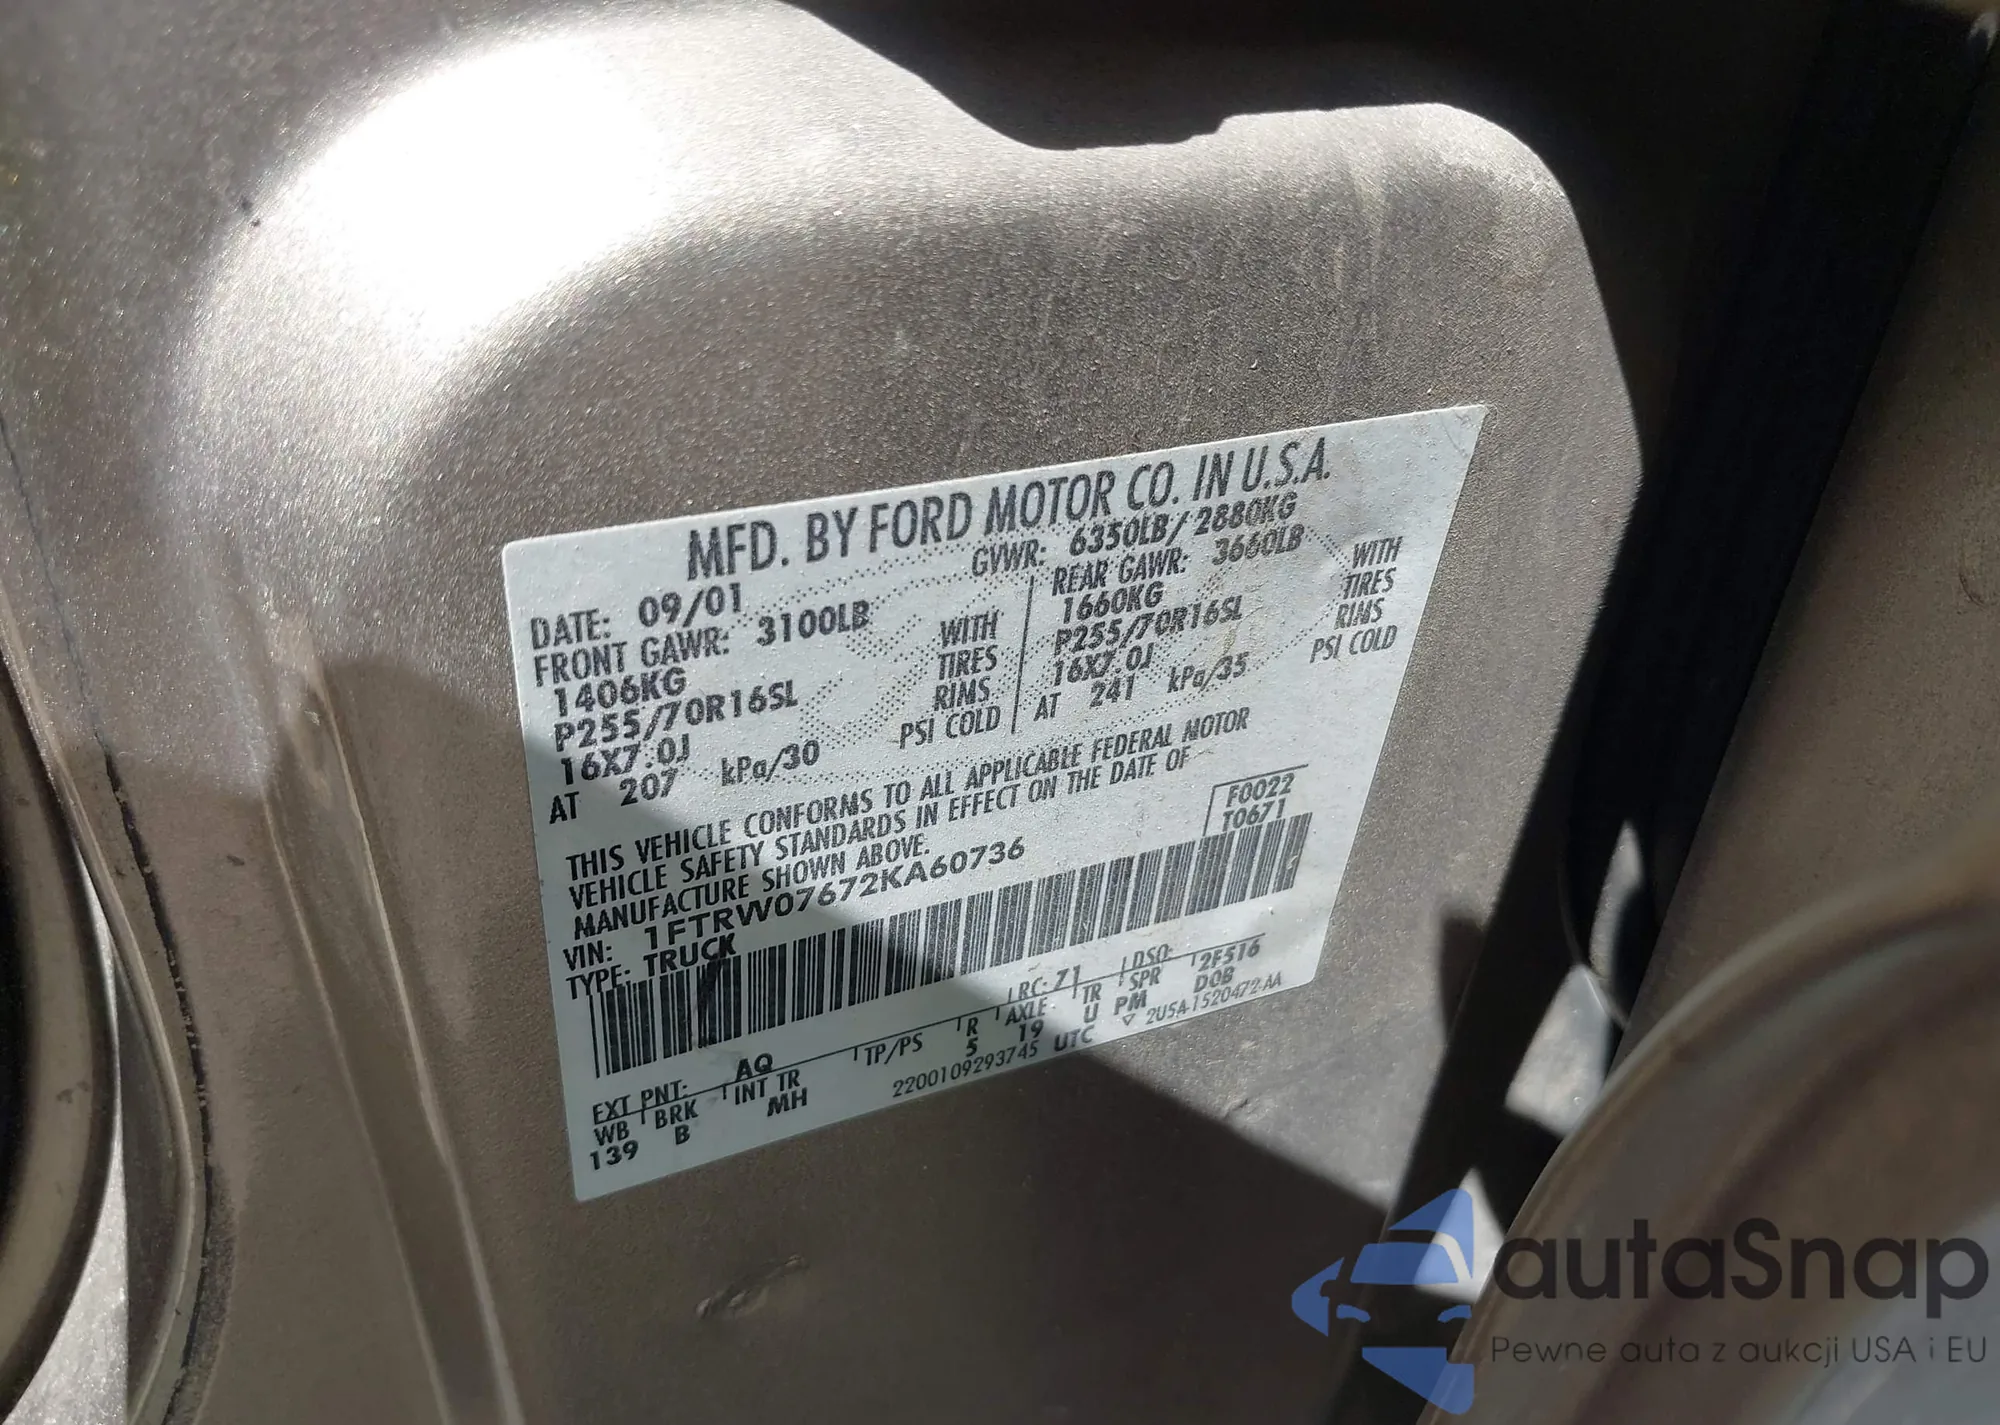 MFD. BY FORD MOTOR CO. IN U.S.A.
DATE: 09/01 GVWR: 6350LB/ 2880KG
FRONT GAWR: 3100LB REAR GAWR: 3660LB
1406KG WITH 1660KG WITH
P255/70R16SL TIRES P255/70R16SL TIRES
16X7.0J RIMS 16X7.0J RIMS
AT 207 kPa/30 PSI COLD AT 241 kPa/35 PSI COLD
THIS VEHICLE CONFORMS TO ALL APPLICABLE FEDERAL MOTOR
VEHICLE SAFETY STANDARDS IN EFFECT ON THE DATE OF
MANUFACTURE SHOWN ABOVE.
F0022
T0671
VIN: 1FTRW07672KA60736
TYPE: TRUCK
EXT PNT: AQ RC: 71 DSO: 2F516
WB BRK INT TR TP/PS R AXLE TR SPR DOB
139 B MH 5 19 U PM
2200109293745 UTC ▽ 2USA-1520472-AA
autaSnap
Pewne auta z aukcji USA i EU